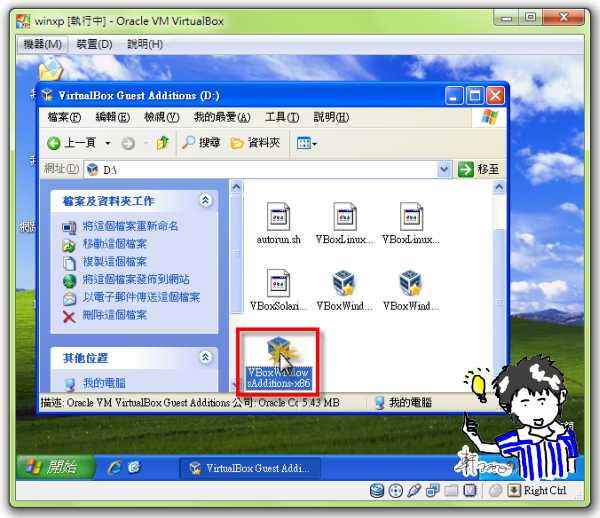 winxp [執行中] - Oracle VM VirtualBox
機器(M) 裝置(D) 說明(H)
VirtualBox Guest Additions (D:)
檔案(F) 編輯(E) 檢視(V) 我的最愛(A) 工具(T) 說明(H)
上一頁 搜尋 資料夾
網址(D) D:\ 移至
檔案及資料夾工作
將這個檔案重新命名
移動這個檔案
複製這個檔案
將這個檔案發佈到網站
以電子郵件傳送這個檔案
刪除這個檔案
其他位置
我的電腦
autorun.sh VBoxLinux... VBoxLinux...
VBoxSolari... VBoxWind... VBoxWind...
VBoxWindow
sAdditions-x86
描述: Oracle VM VirtualBox Guest Additions 公司: Oracle Co 5.43 MB 我的電腦
開始 VirtualBox Guest Addi...
Right Ctrl